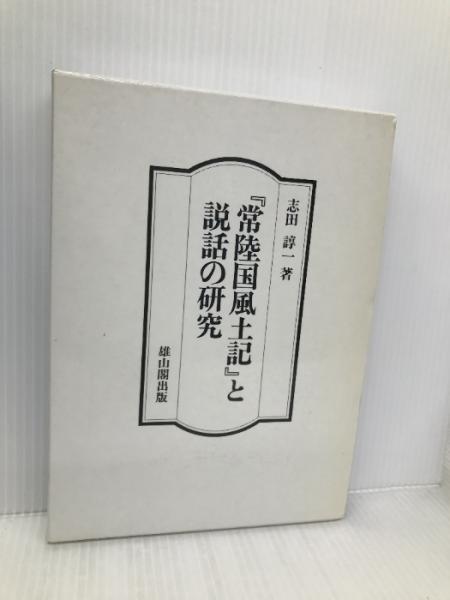 志田 諄一 著
『常陸国風土記』と
説話の研究
雄山閣出版